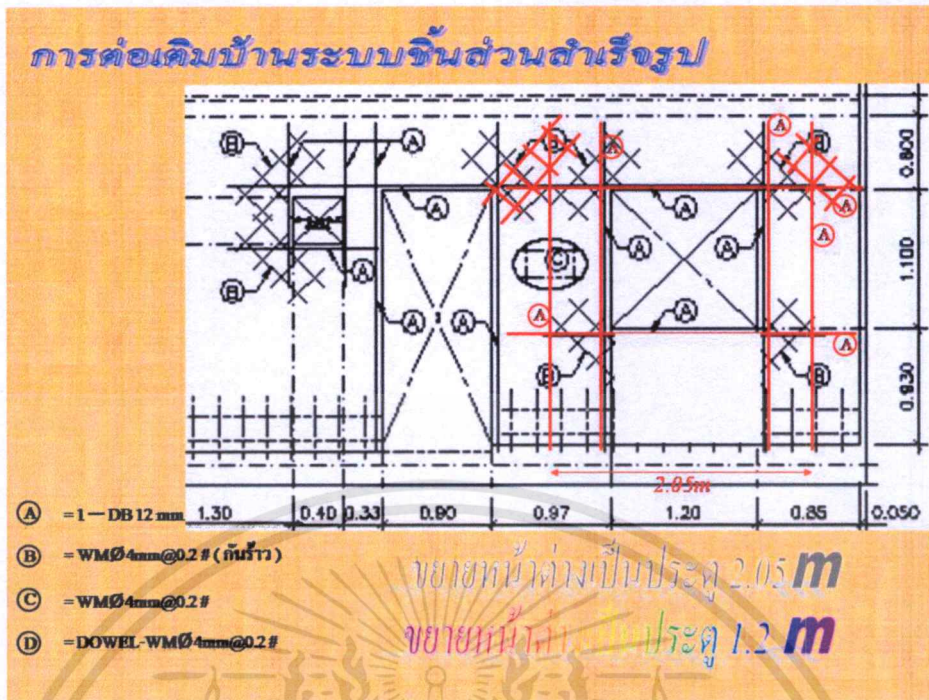 การต่อเติมบ้านระบบชิ้นส่วนสำเร็จรูป
B A A B A A B
0.800
A A A
A A A
C
1.100
B A A A A A A
B B
0.930
2.05m
1.30 0.40 0.33 0.90 0.97 1.20 0.85 0.050
A = 1-DB 12 mm
B = WMØ4mm@0.2# (กันร้าว)
C = WMØ4mm@0.2#
D = DOWEL-WMØ4mm@0.2#
ขยายหน้าต่างเป็นประตู 2.05 m
ขยายหน้าต่างเป็นประตู 1.2 m